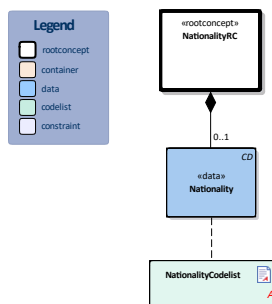 Legend
rootconcept
container
data
codelist
constraint
«rootconcept»
NationalityRC
0..1
CD
«data»
Nationality
NationalityCodelist
A